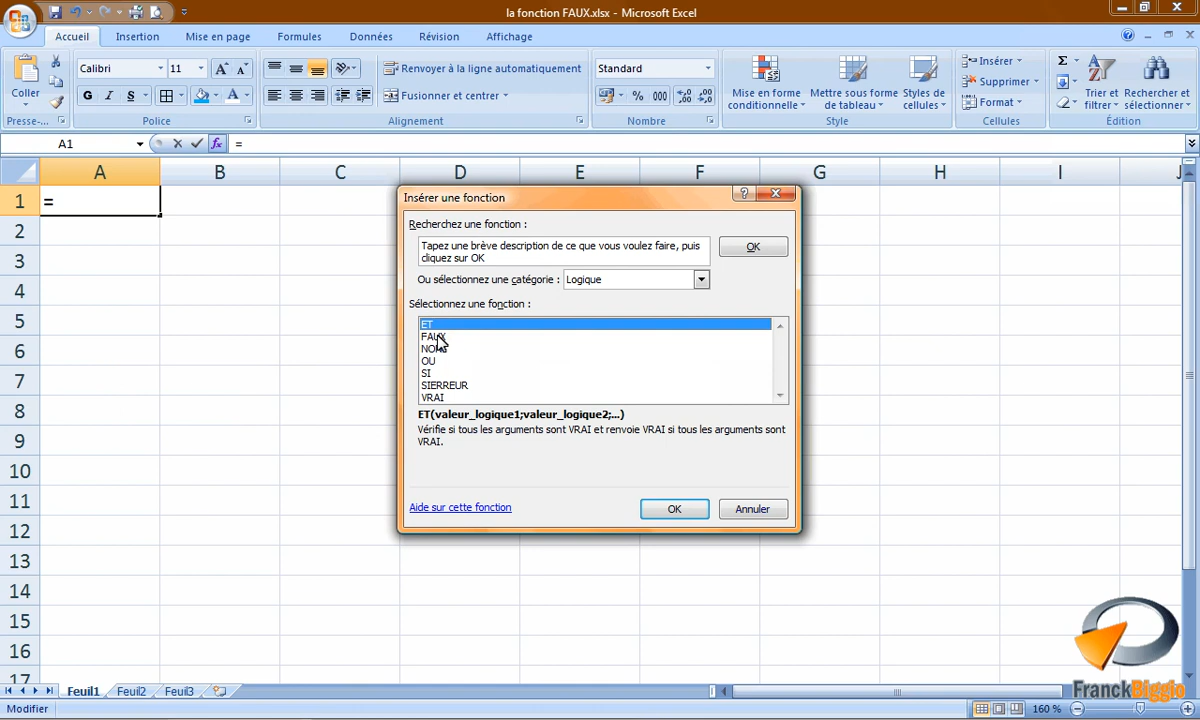 la fonction FAUX.xlsx - Microsoft Excel
Accueil Insertion Mise en page Formules Données Révision Affichage
Coller
Presse-...
Calibri 11
G I S A
Police
Renvoyer à la ligne automatiquement
Fusionner et centrer
Alignement
Standard
% 000
Nombre
Mise en forme conditionnelle
Mettre sous forme de tableau
Styles de cellules
Style
Insérer
Supprimer
Format
Cellules
Σ
Trier et filtrer
Rechercher et sélectionner
Édition
A1 fx =
A B C D E F G H I J
1 =
2
3
4
5
6
7
8
9
10
11
12
13
14
15
16
17
Insérer une fonction
Recherchez une fonction :
Tapez une brève description de ce que vous voulez faire, puis
cliquez sur OK
OK
Ou sélectionnez une catégorie : Logique
Sélectionnez une fonction :
ET
FAUX
NON
OU
SI
SIERREUR
VRAI
ET(valeur_logique1;valeur_logique2;...)
Vérifie si tous les arguments sont VRAI et renvoie VRAI si tous les arguments sont
VRAI.
Aide sur cette fonction
OK Annuler
FranckBiggio
Feuil1 Feuil2 Feuil3
Modifier 160 %